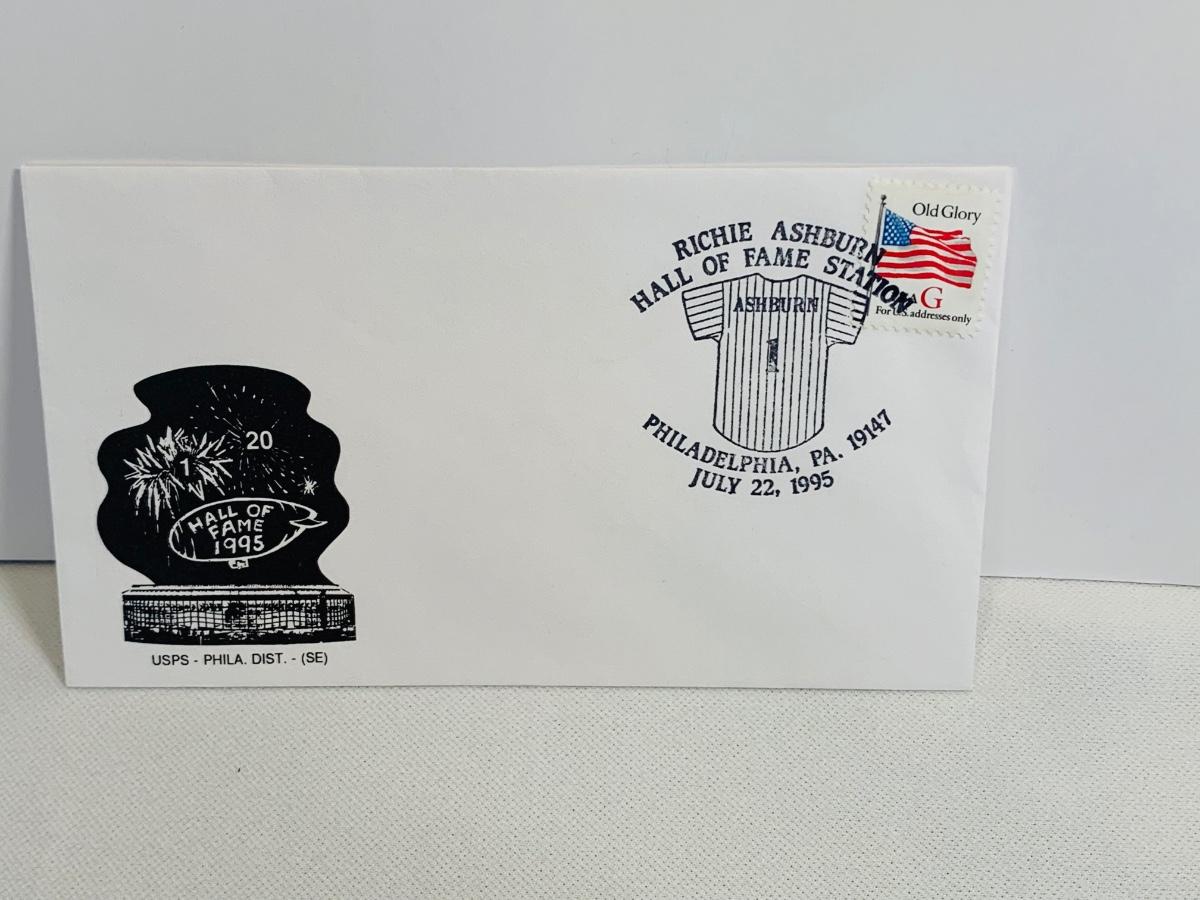 RICHIE ASHBURN
HALL OF FAME STATION
ASHBURN
1
PHILADELPHIA, PA. 19147
JULY 22, 1995
Old Glory
G
For U.S. addresses only
20
1
HALL OF
FAME
1995
USPS - PHILA. DIST. - (SE)